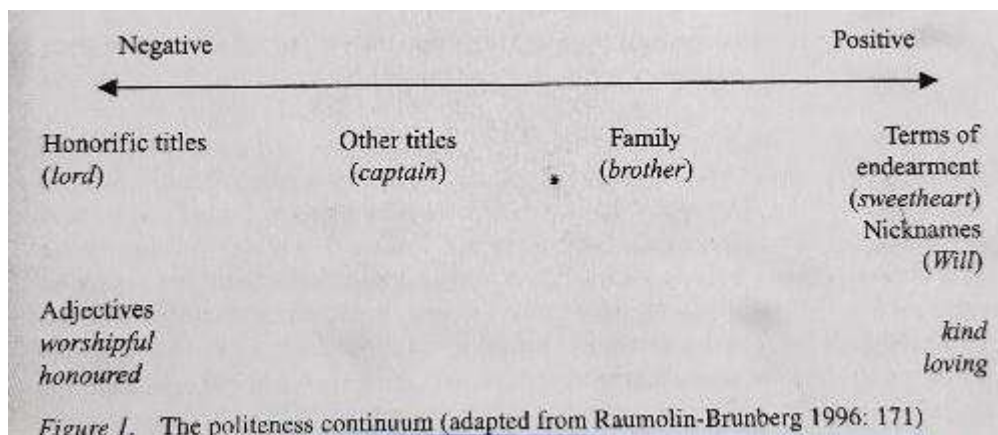 Negative Positive
Honorific titles Other titles Family Terms of
(lord) (captain) (brother) endearment
(sweetheart)
Nicknames
(Will)
Adjectives
worshipful kind
honoured loving
Figure 1. The politeness continuum (adapted from Raumolin-Brunberg 1996: 171)